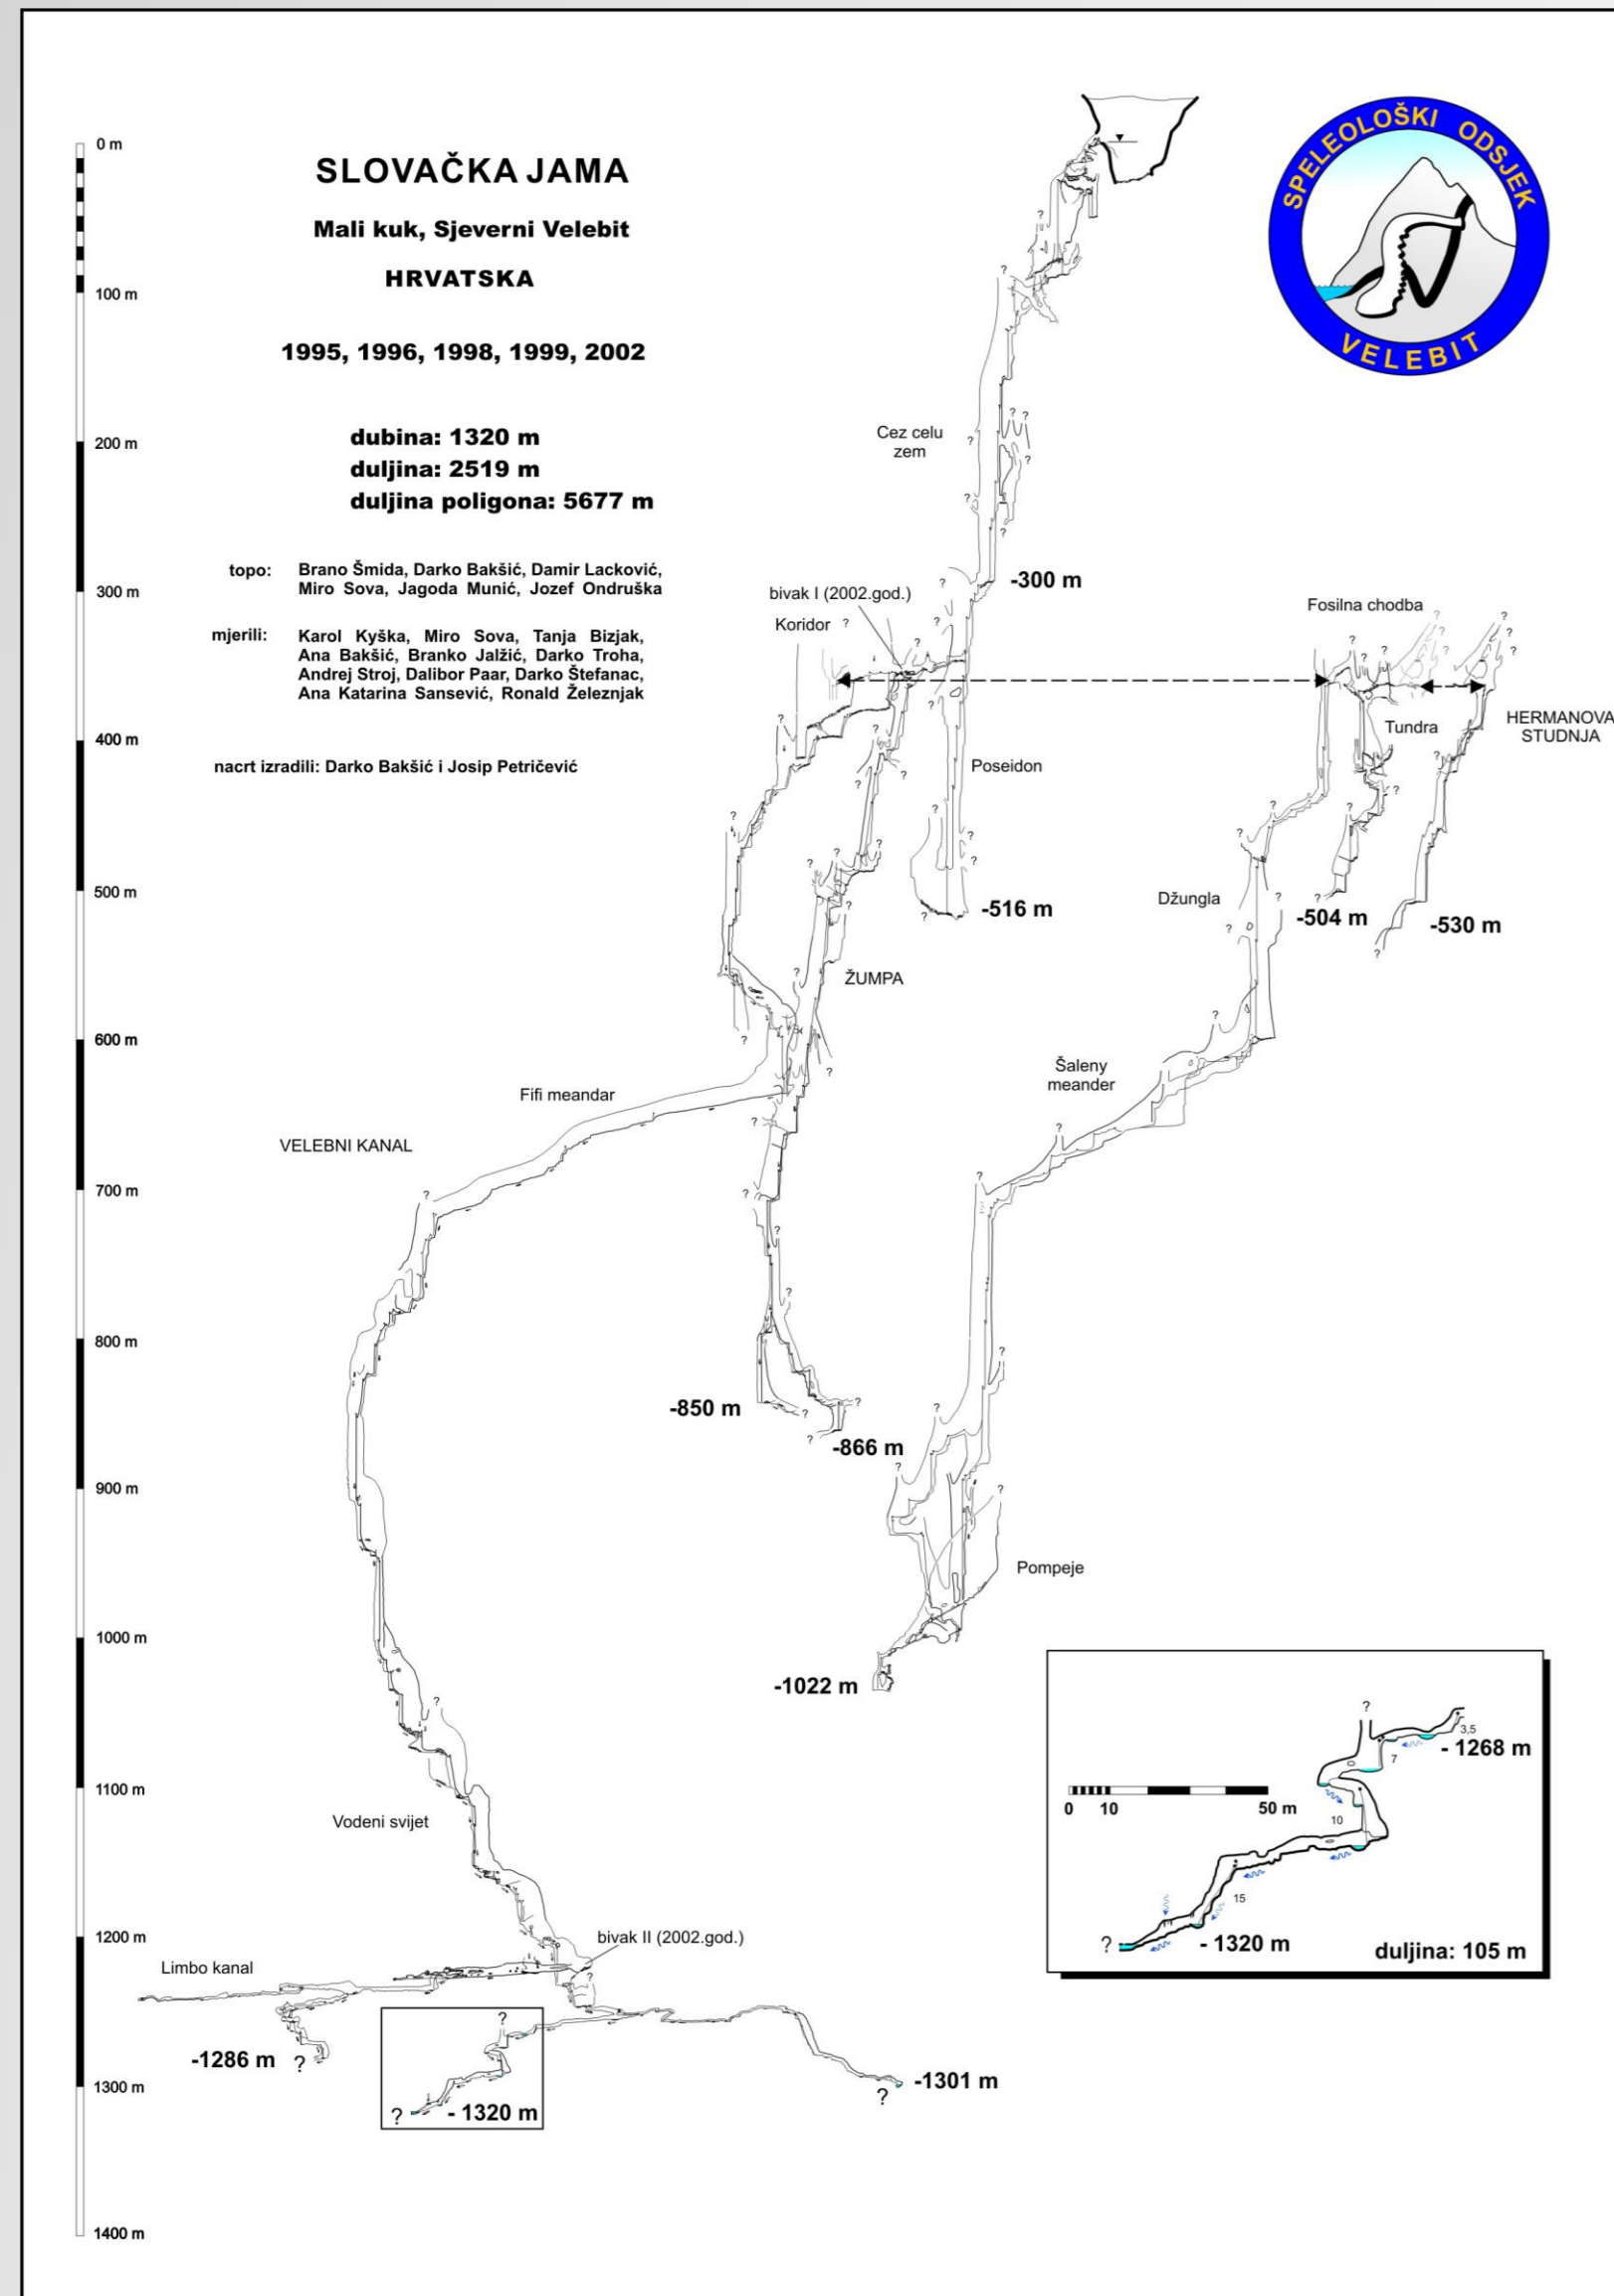 SLOVAČKA JAMA
Mali kuk, Sjeverni Velebit
HRVATSKA
1995, 1996, 1998, 1999, 2002
dubina: 1320 m
duljina: 2519 m
duljina poligona: 5677 m
topo: Brano Šmida, Darko Bakšić, Damir Lacković,
Miro Sova, Jagoda Munić, Jozef Ondruška
mjerili: Karol Kyška, Miro Sova, Tanja Bizjak,
Ana Bakšić, Branko Jalžić, Darko Troha,
Andrej Stroj, Dalibor Paar, Darko Štefanac,
Ana Katarina Sansević, Ronald Železnjak
nacrt izradili: Darko Bakšić i Josip Petričević
SPELEOLOŠKI ODSJEK
VELEBIT
0 m
100 m
200 m
300 m
400 m
500 m
600 m
700 m
800 m
900 m
1000 m
1100 m
1200 m
1300 m
1400 m
Cez celu
zem
-300 m
bivak I (2002.god.)
Koridor ?
Fosilna chodba
HERMANOVA
STUDNJA
Tundra
Poseidon
Džungla
-516 m
-504 m
-530 m
ŽUMPA
Šaleny
meander
Fifi meandar
VELEBNI KANAL
-850 m
-866 m
Pompeje
-1022 m
Vodeni svijet
bivak II (2002.god.)
Limbo kanal
-1286 m ?
?
? - 1320 m
-1301 m
?
?
3,5
- 1268 m
7
0 10 50 m
10
15
?
- 1320 m
duljina: 105 m